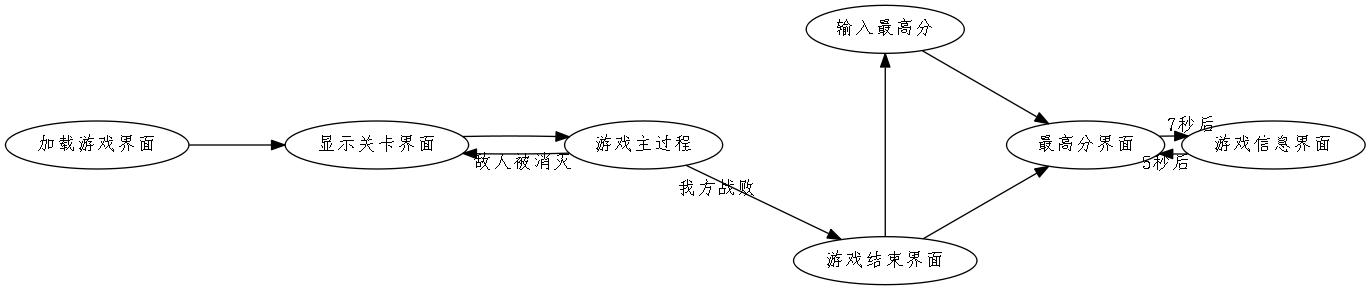 输入最高分
加载游戏界面
显示关卡界面
故人被消灭
游戏主过程
我方战败
游戏结束界面
最高分界面
7秒后
5秒后
游戏信息界面